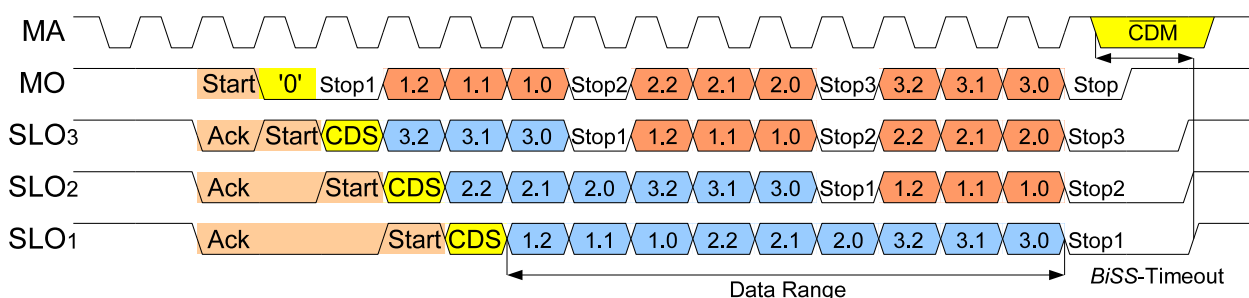 MA CDM
MO Start '0' Stop1 1.2 1.1 1.0 Stop2 2.2 2.1 2.0 Stop3 3.2 3.1 3.0 Stop
SLO3 Ack Start CDS 3.2 3.1 3.0 Stop1 1.2 1.1 1.0 Stop2 2.2 2.1 2.0 Stop3
SLO2 Ack Start CDS 2.2 2.1 2.0 3.2 3.1 3.0 Stop1 1.2 1.1 1.0 Stop2
SLO1 Ack Start CDS 1.2 1.1 1.0 2.2 2.1 2.0 3.2 3.1 3.0 Stop1
Data Range BiSS-Timeout